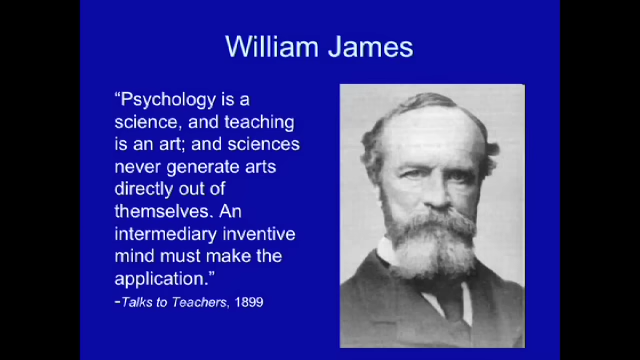 William James
“Psychology is a
science, and teaching
is an art; and sciences
never generate arts
directly out of
themselves. An
intermediary inventive
mind must make the
application.”
-Talks to Teachers, 1899